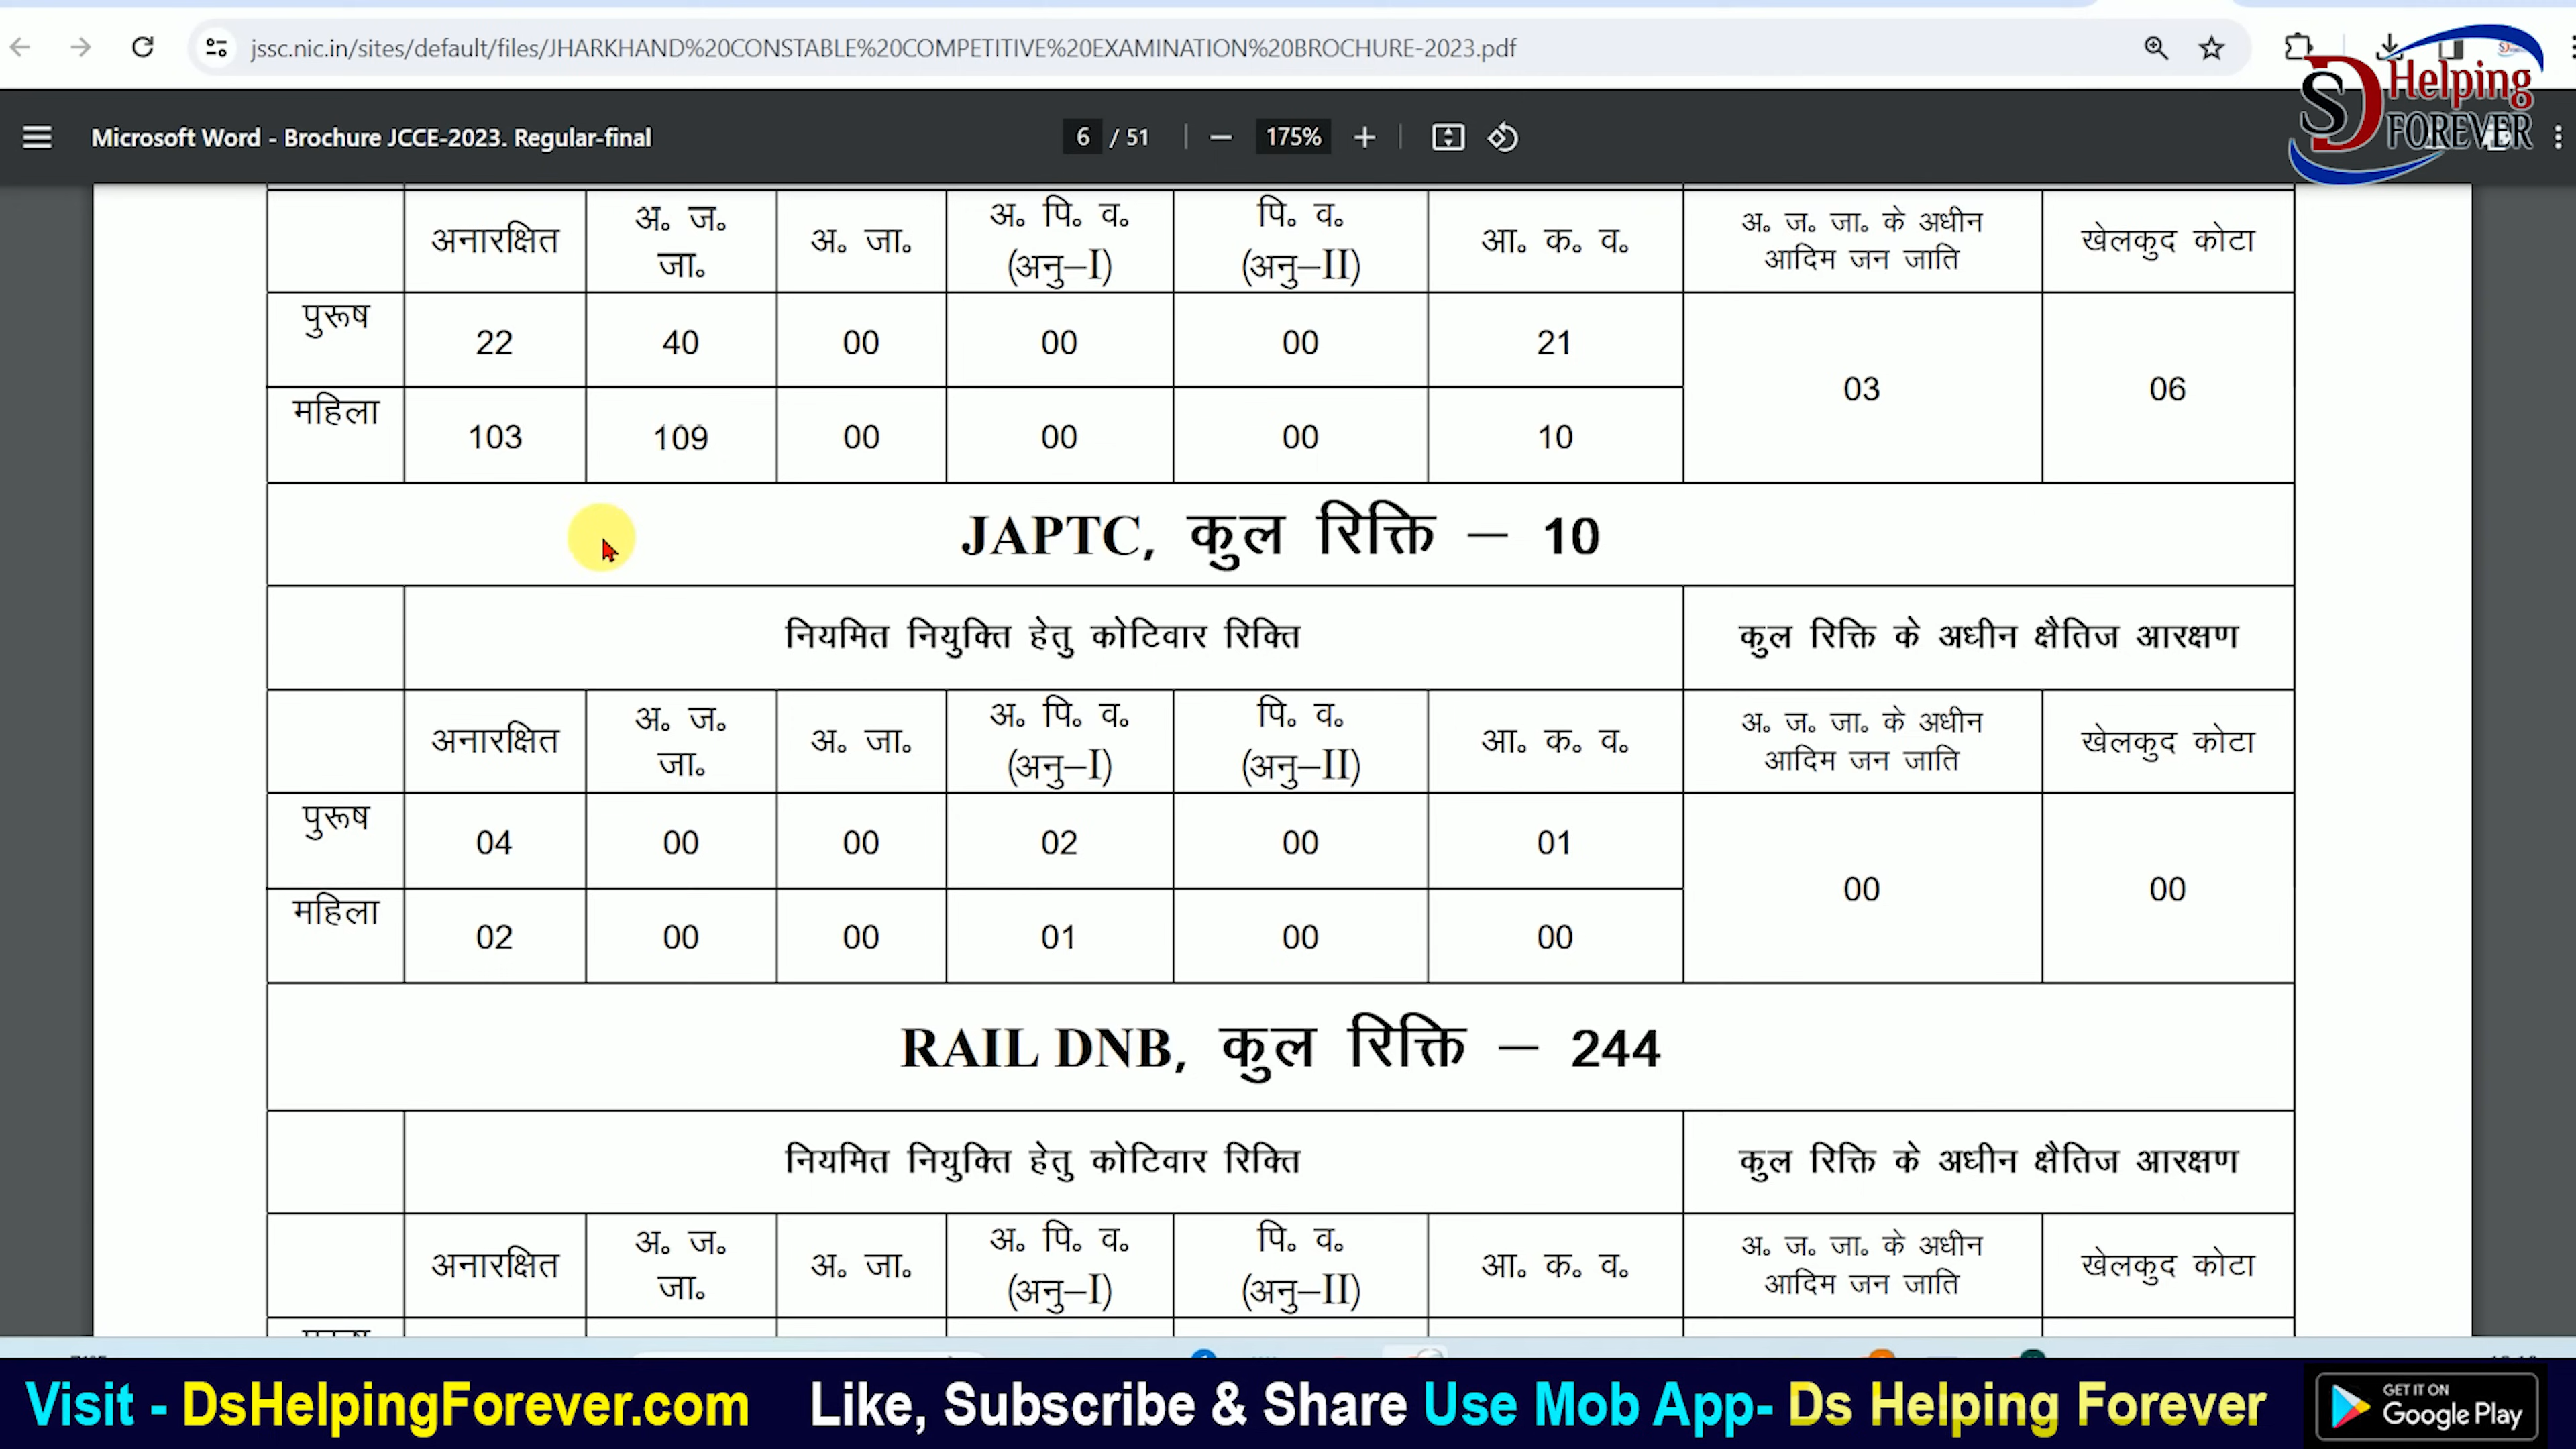 jssc.nic.in/sites/default/files/JHARKHAND%20CONSTABLE%20COMPETITIVE%20EXAMINATION%20BROCHURE-2023.pdf
DS Helping
FOREVER
Microsoft Word - Brochure JCCE-2023. Regular-final
6 / 51
175%
अनारक्षित
अ॰ ज॰
जा॰
अ॰ जा॰
अ॰ पि॰ व॰
(अनु–I)
पि॰ व॰
(अनु–II)
आ॰ क॰ व॰
अ॰ ज॰ जा॰ के अधीन
आदिम जन जाति
खेलकुद कोटा
पुरूष 22 40 00 00 00 21
03 06
महिला 103 109 00 00 00 10
JAPTC, कुल रिक्ति – 10
नियमित नियुक्ति हेतु कोटिवार रिक्ति
कुल रिक्ति के अधीन क्षैतिज आरक्षण
अनारक्षित
अ॰ ज॰
जा॰
अ॰ जा॰
अ॰ पि॰ व॰
(अनु–I)
पि॰ व॰
(अनु–II)
आ॰ क॰ व॰
अ॰ ज॰ जा॰ के अधीन
आदिम जन जाति
खेलकुद कोटा
पुरूष 04 00 00 02 00 01
00 00
महिला 02 00 00 01 00 00
RAIL DNB, कुल रिक्ति – 244
नियमित नियुक्ति हेतु कोटिवार रिक्ति
कुल रिक्ति के अधीन क्षैतिज आरक्षण
अनारक्षित
अ॰ ज॰
जा॰
अ॰ जा॰
अ॰ पि॰ व॰
(अनु–I)
पि॰ व॰
(अनु–II)
आ॰ क॰ व॰
अ॰ ज॰ जा॰ के अधीन
आदिम जन जाति
खेलकुद कोटा
Visit - DsHelpingForever.com Like, Subscribe & Share Use Mob App- Ds Helping Forever
GET IT ON
Google Play